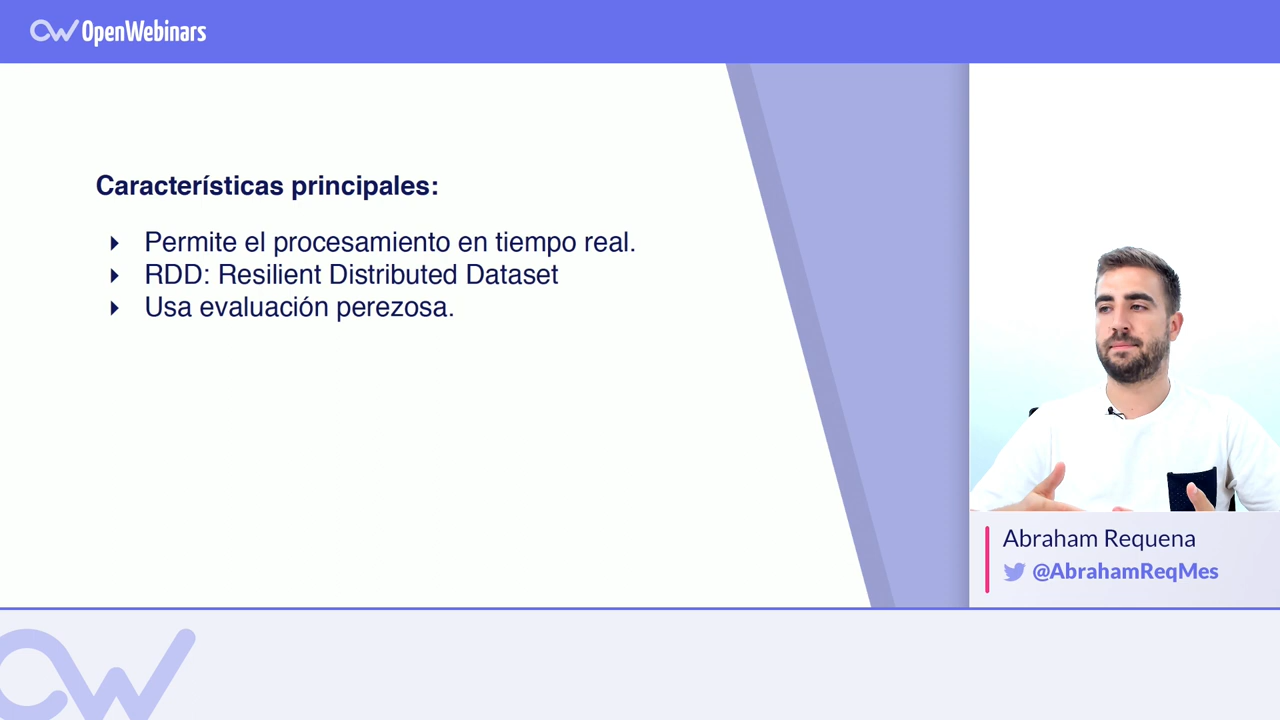 OpenWebinars
Características principales:
Permite el procesamiento en tiempo real.
RDD: Resilient Distributed Dataset
Usa evaluación perezosa.
Abraham Requena
@AbrahamReqMes